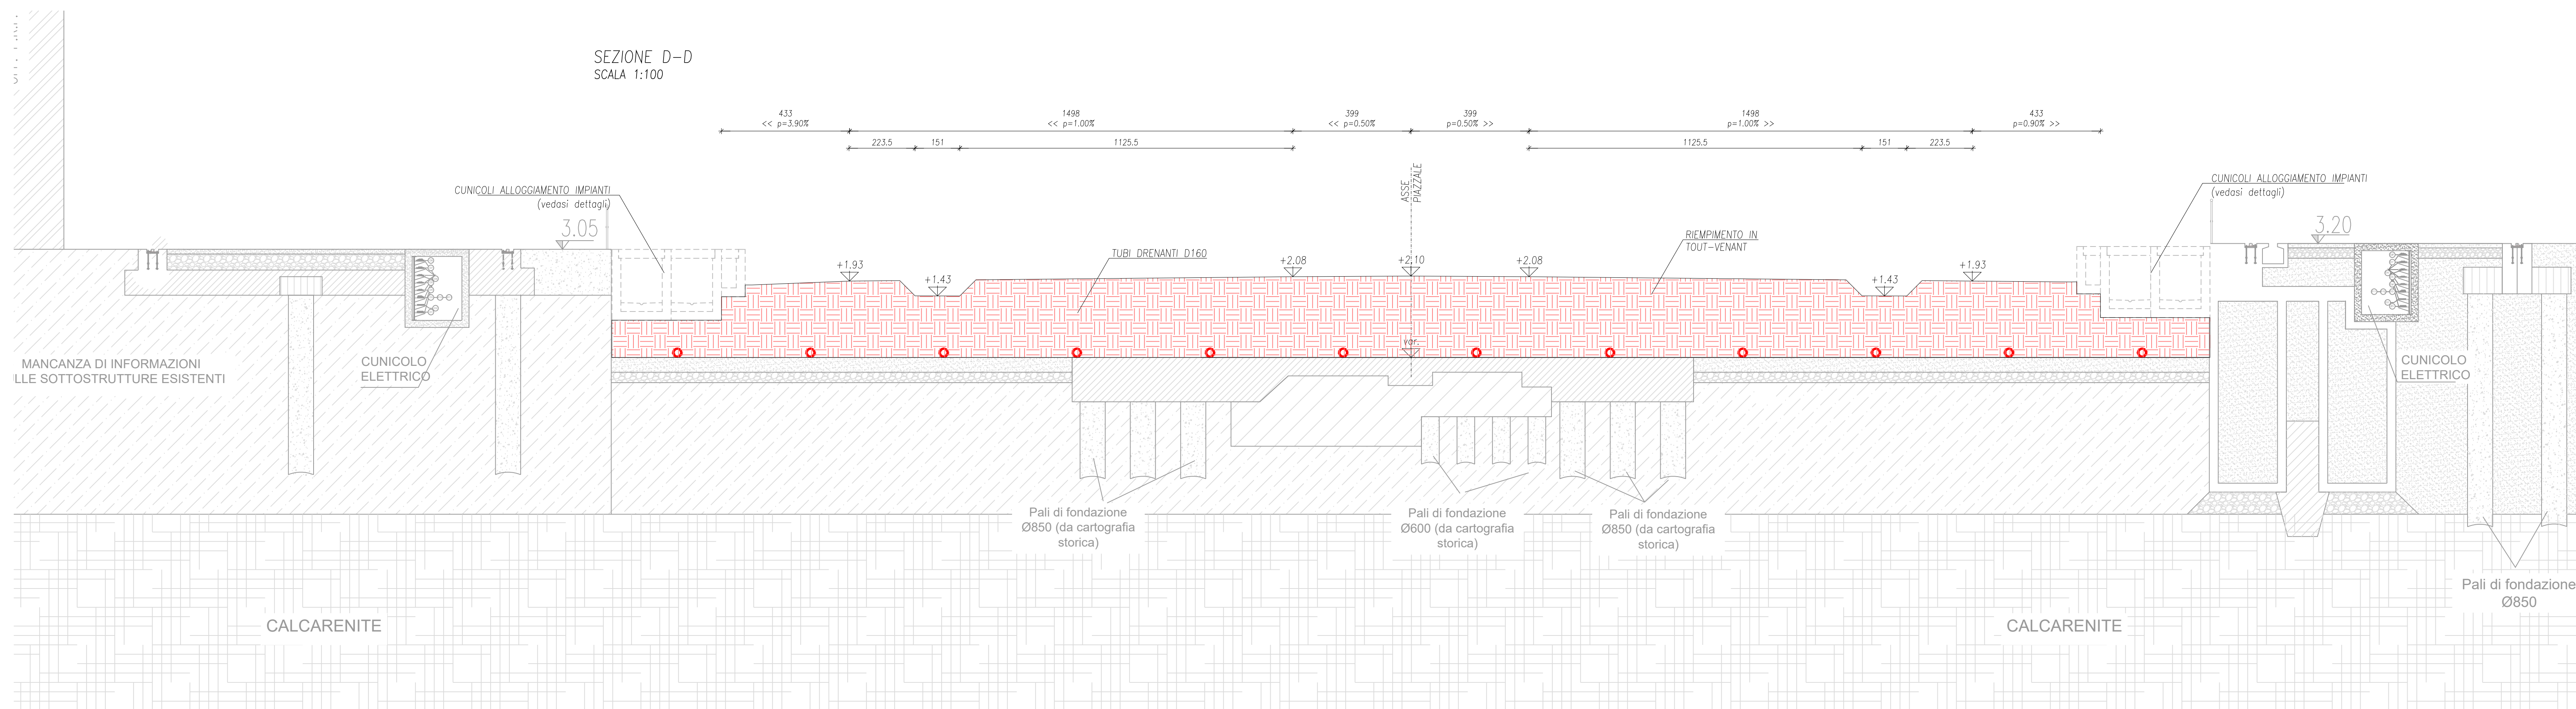 SEZIONE D-D
SCALA 1:100
433
<< p=3.90%
1498
<< p=1.00%
399
<< p=0.50%
399
p=0.50% >>
1498
p=1.00% >>
433
p=0.90% >>
223.5
151
1125.5
1125.5
151
223.5
CUNICOLI ALLOGGIAMENTO IMPIANTI
(vedasi dettagli)
3.05
ASSE
PIAZZALE
CUNICOLI ALLOGGIAMENTO IMPIANTI
(vedasi dettagli)
3.20
TUBI DRENANTI D160
RIEMPIMENTO IN
TOUT-VENANT
+1.93
+1.43
+2.08
+2.10
+2.08
+1.43
+1.93
var.
MANCANZA DI INFORMAZIONI
LLE SOTTOSTRUTTURE ESISTENTI
CUNICOLO
ELETTRICO
CUNICOLO
ELETTRICO
Pali di fondazione
Ø850 (da cartografia
storica)
Pali di fondazione
Ø600 (da cartografia
storica)
Pali di fondazione
Ø850 (da cartografia
storica)
Pali di fondazione
Ø850
CALCARENITE
CALCARENITE